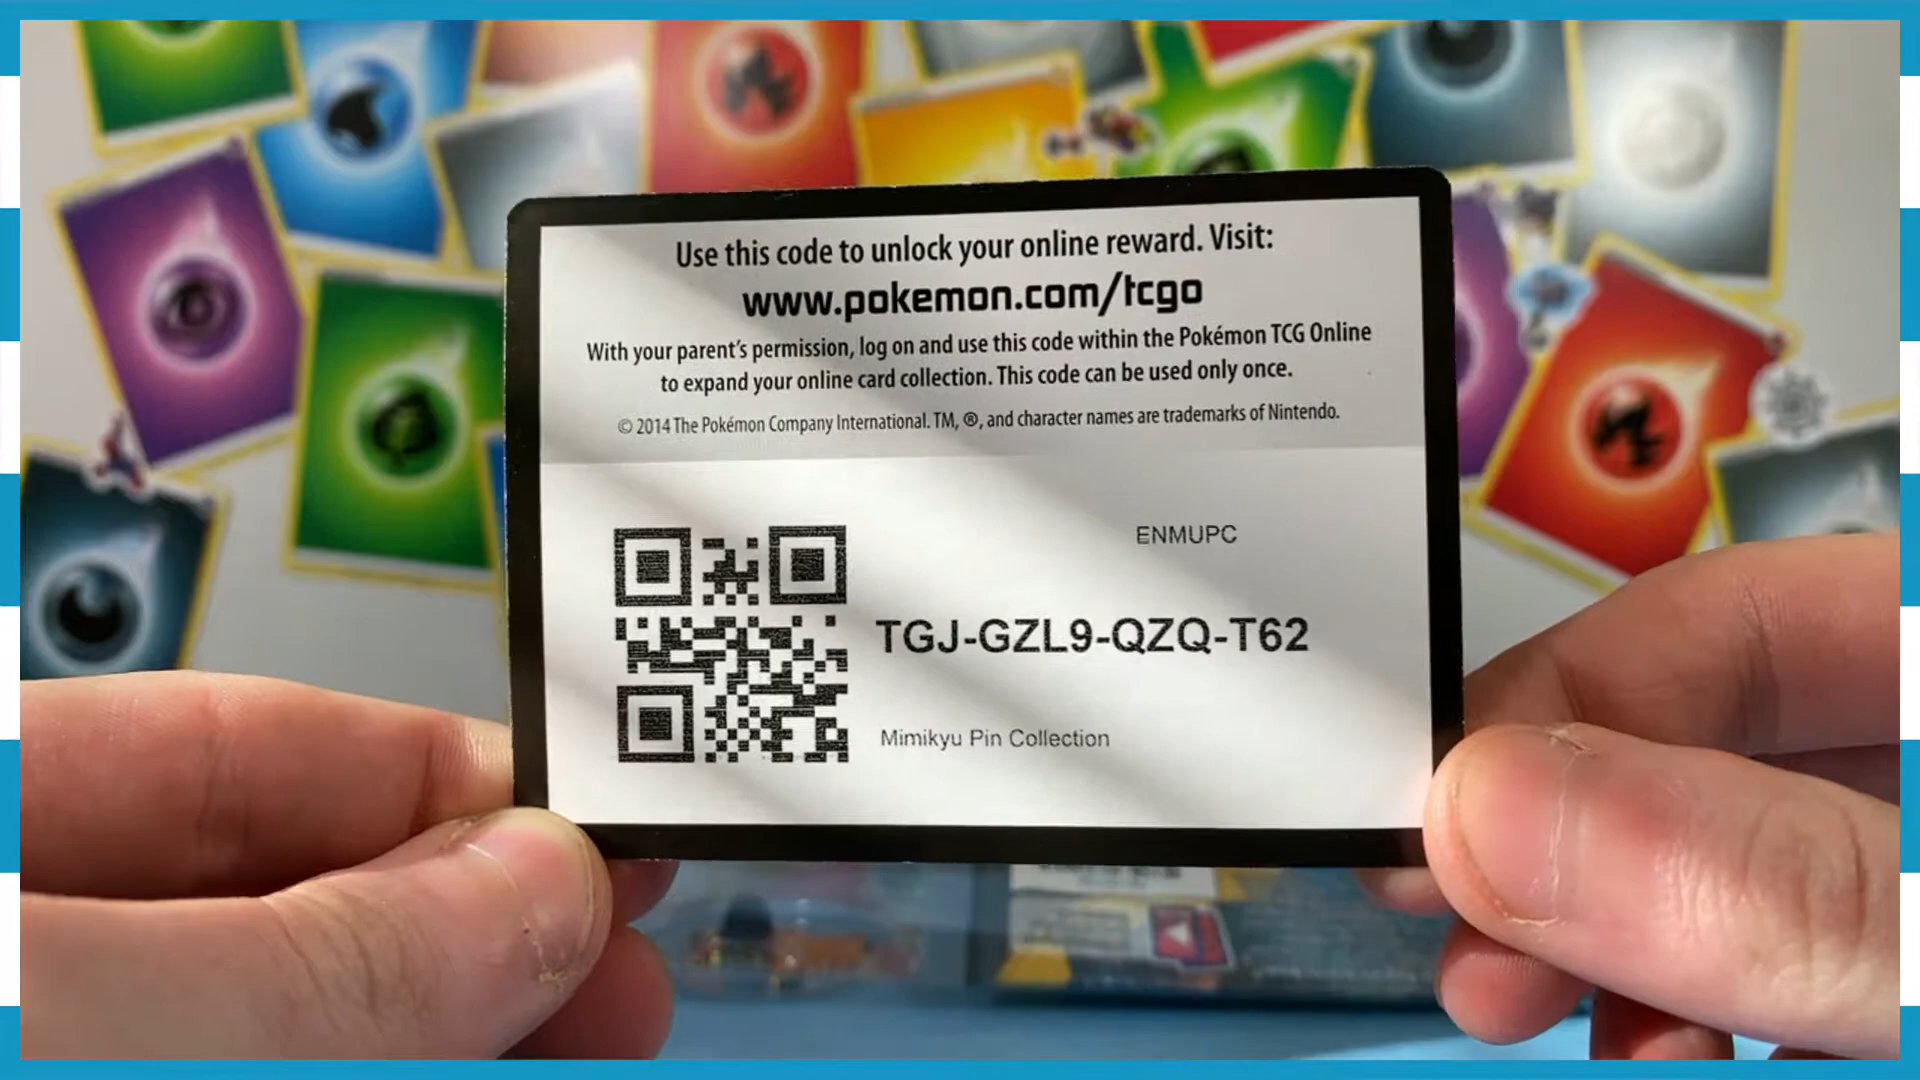 Use this code to unlock your online reward. Visit:
www.pokemon.com/tcgo
With your parent's permission, log on and use this code within the Pokémon TCG Online
to expand your online card collection. This code can be used only once.
© 2014 The Pokémon Company International. TM, ®, and character names are trademarks of Nintendo.
ENMUPC
TGJ-GZL9-QZQ-T62
Mimikyu Pin Collection